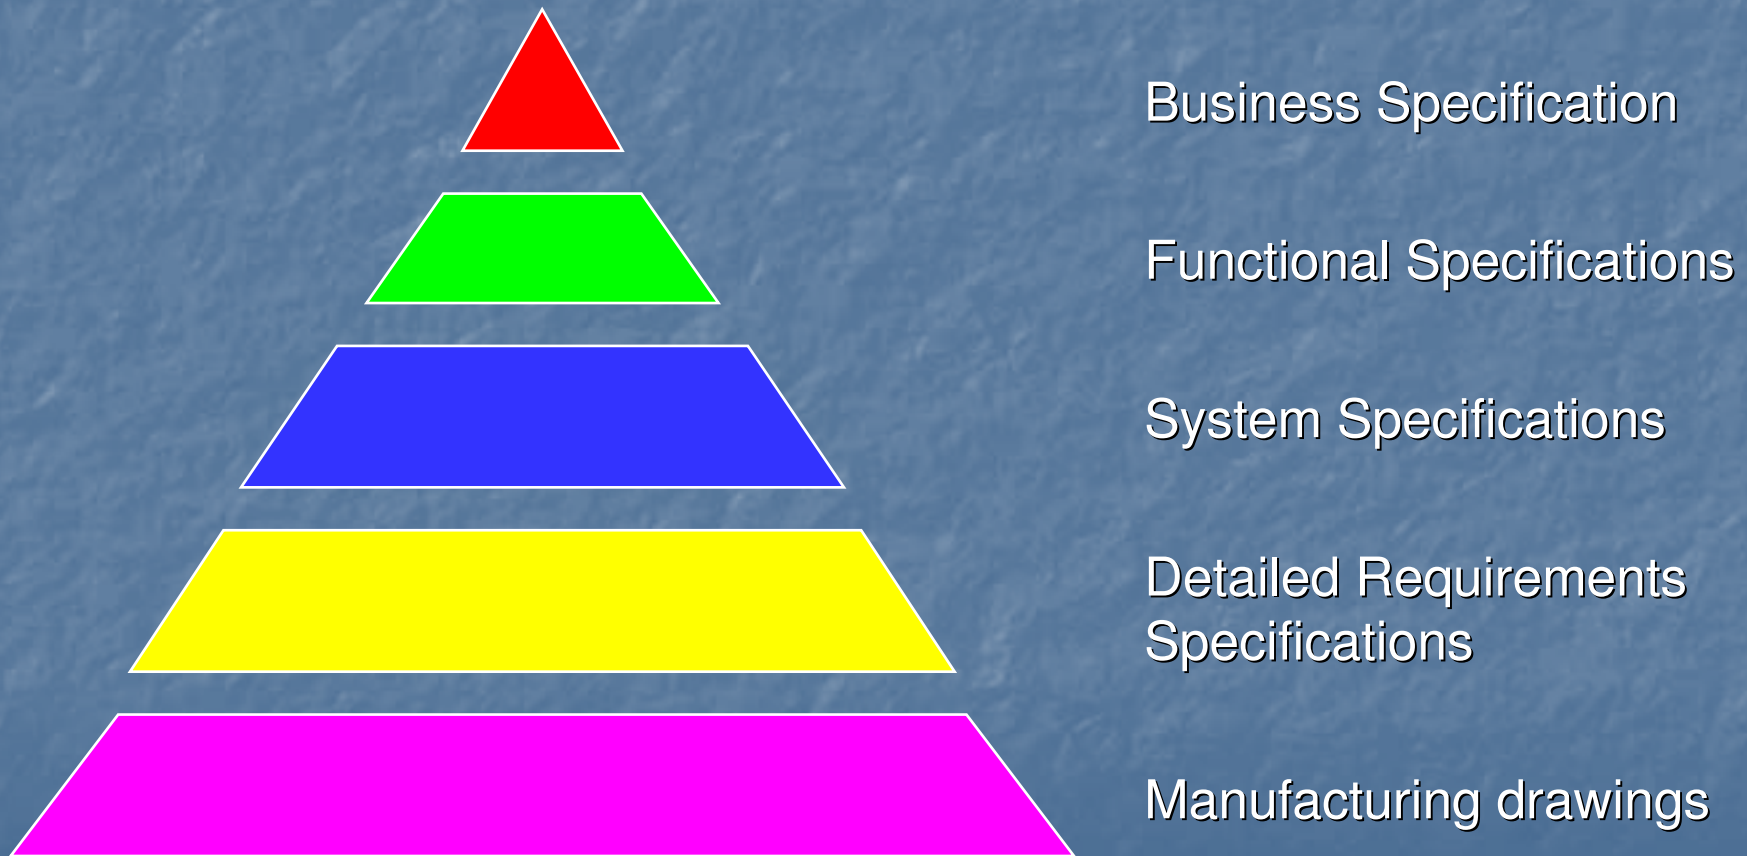 Business Specification
Functional Specifications
System Specifications
Detailed Requirements
Specifications
Manufacturing drawings